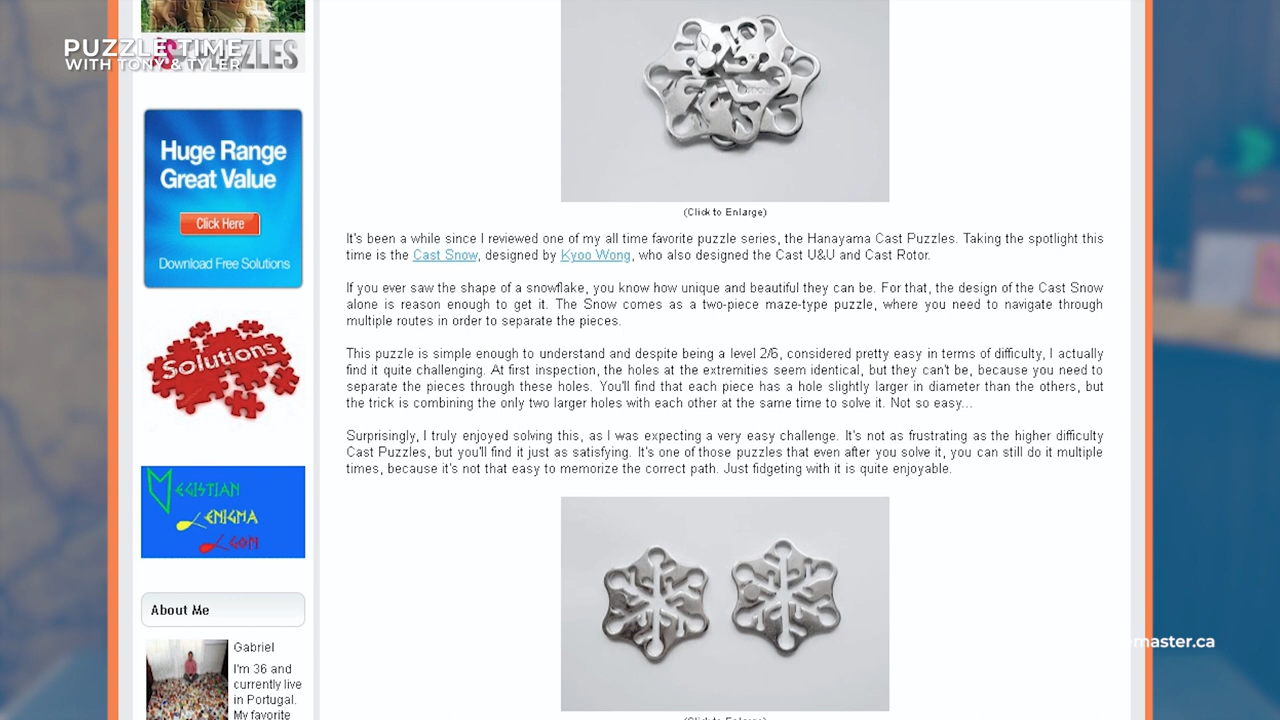 PUZZLE TIME
WITH TONY & TYLER
PUZZLES
Huge Range
Great Value
Click Here
Download Free Solutions
Solutions
EGISTIAN
ENIGMA
About Me
Gabriel
I'm 36 and
currently live
in Portugal.
My favorite
(Click to Enlarge)
It's been a while since I reviewed one of my all time favorite puzzle series, the Hanayama Cast Puzzles. Taking the spotlight this
time is the Cast Snow, designed by Kyoo Wong, who also designed the Cast U&U and Cast Rotor.
If you ever saw the shape of a snowflake, you know how unique and beautiful they can be. For that, the design of the Cast Snow
alone is reason enough to get it. The Snow comes as a two-piece maze-type puzzle, where you need to navigate through
multiple routes in order to separate the pieces.
This puzzle is simple enough to understand and despite being a level 2/6, considered pretty easy in terms of difficulty, I actually
find it quite challenging. At first inspection, the holes at the extremities seem identical, but they can't be, because you need to
separate the pieces through these holes. You'll find that each piece has a hole slightly larger in diameter than the others, but
the trick is combining the only two larger holes with each other at the same time to solve it. Not so easy...
Surprisingly, I truly enjoyed solving this, as I was expecting a very easy challenge. It's not as frustrating as the higher difficulty
Cast Puzzles, but you'll find it just as satisfying. It's one of those puzzles that even after you solve it, you can still do it multiple
times, because it's not that easy to memorize the correct path. Just fidgeting with it is quite enjoyable.
emaster.ca
(Click to Enlarge)